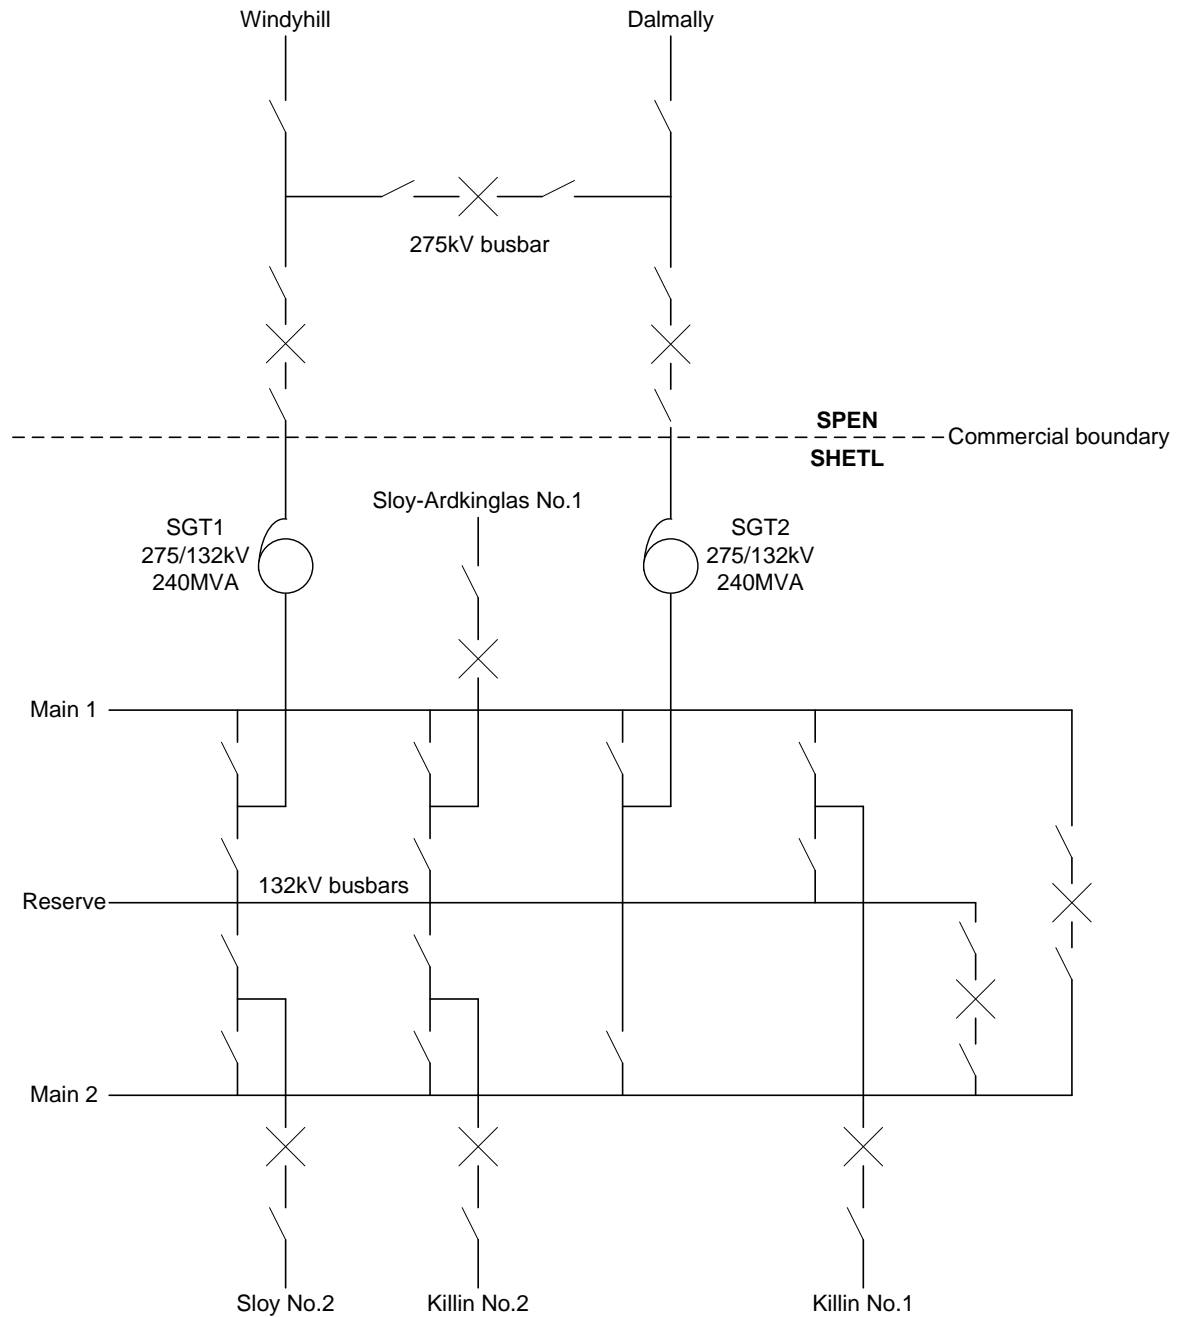 Windyhill
Dalmally
275kV busbar
SPEN
Commercial boundary
SHETL
Sloy-Ardkinglas No.1
SGT1
275/132kV
240MVA
SGT2
275/132kV
240MVA
Main 1
132kV busbars
Reserve
Main 2
Sloy No.2
Killin No.2
Killin No.1